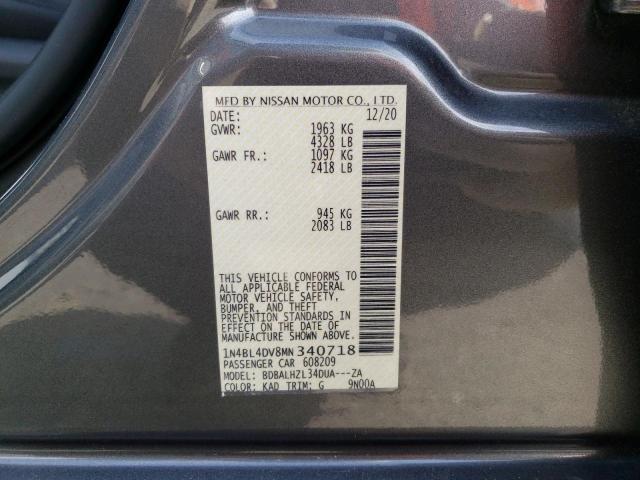 MFD BY NISSAN MOTOR CO., LTD.
DATE: 12/20
GVWR: 1963 KG
4328 LB
GAWR FR.: 1097 KG
2418 LB
GAWR RR.: 945 KG
2083 LB
THIS VEHICLE CONFORMS TO
ALL APPLICABLE FEDERAL
MOTOR VEHICLE SAFETY,
BUMPER, AND THEFT
PREVENTION STANDARDS IN
EFFECT ON THE DATE OF
MANUFACTURE SHOWN ABOVE.
1N4BL4DV8MN340718
PASSENGER CAR 608209
MODEL: BDBALHZL34DUA---ZA
COLOR: KAD TRIM: G 9N00A